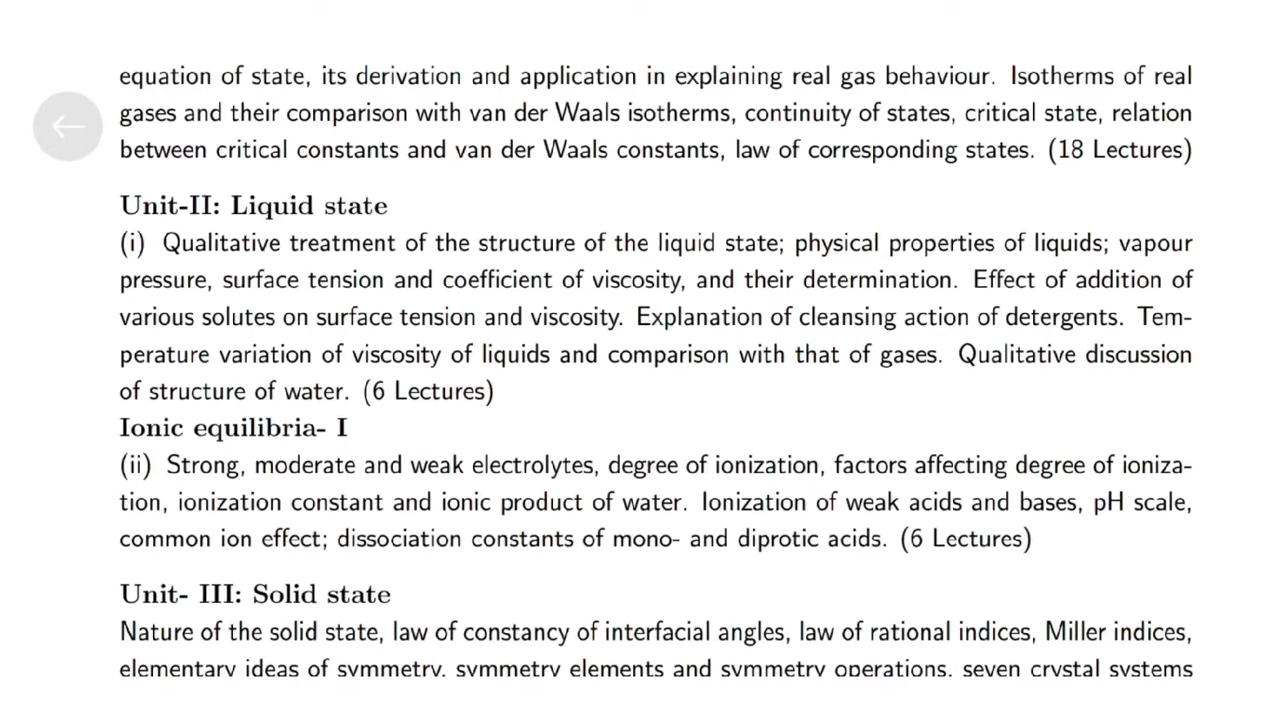 equation of state, its derivation and application in explaining real gas behaviour. Isotherms of real
gases and their comparison with van der Waals isotherms, continuity of states, critical state, relation
between critical constants and van der Waals constants, law of corresponding states. (18 Lectures)
Unit-II: Liquid state
(i) Qualitative treatment of the structure of the liquid state; physical properties of liquids; vapour
pressure, surface tension and coefficient of viscosity, and their determination. Effect of addition of
various solutes on surface tension and viscosity. Explanation of cleansing action of detergents. Tem-
perature variation of viscosity of liquids and comparison with that of gases. Qualitative discussion
of structure of water. (6 Lectures)
Ionic equilibria- I
(ii) Strong, moderate and weak electrolytes, degree of ionization, factors affecting degree of ioniza-
tion, ionization constant and ionic product of water. Ionization of weak acids and bases, pH scale,
common ion effect; dissociation constants of mono- and diprotic acids. (6 Lectures)
Unit- III: Solid state
Nature of the solid state, law of constancy of interfacial angles, law of rational indices, Miller indices,
elementary ideas of symmetry, symmetry elements and symmetry operations, seven crystal systems